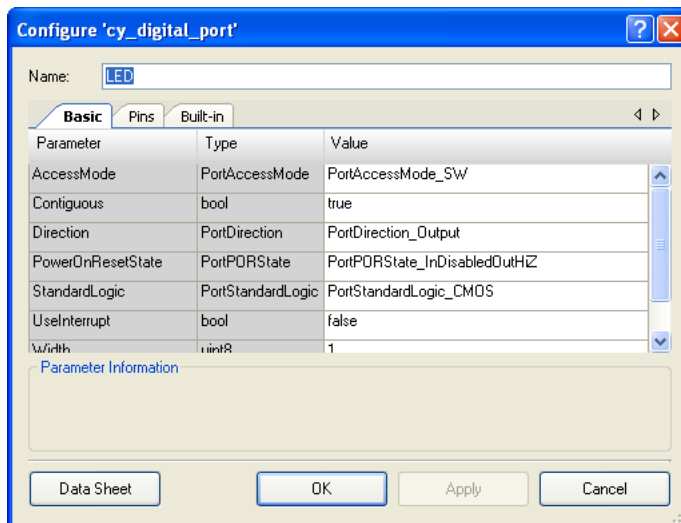 Configure 'cy_digital_port'
Name: LED
Basic Pins Built-in
Parameter Type Value
AccessMode PortAccessMode PortAccessMode_SW
Contiguous bool true
Direction PortDirection PortDirection_Output
PowerOnResetState PortPORState PortPORState_InDisabledOutHiZ
StandardLogic PortStandardLogic PortStandardLogic_CMOS
UseInterrupt bool false
Width uint8 1
Parameter Information
Data Sheet OK Apply Cancel